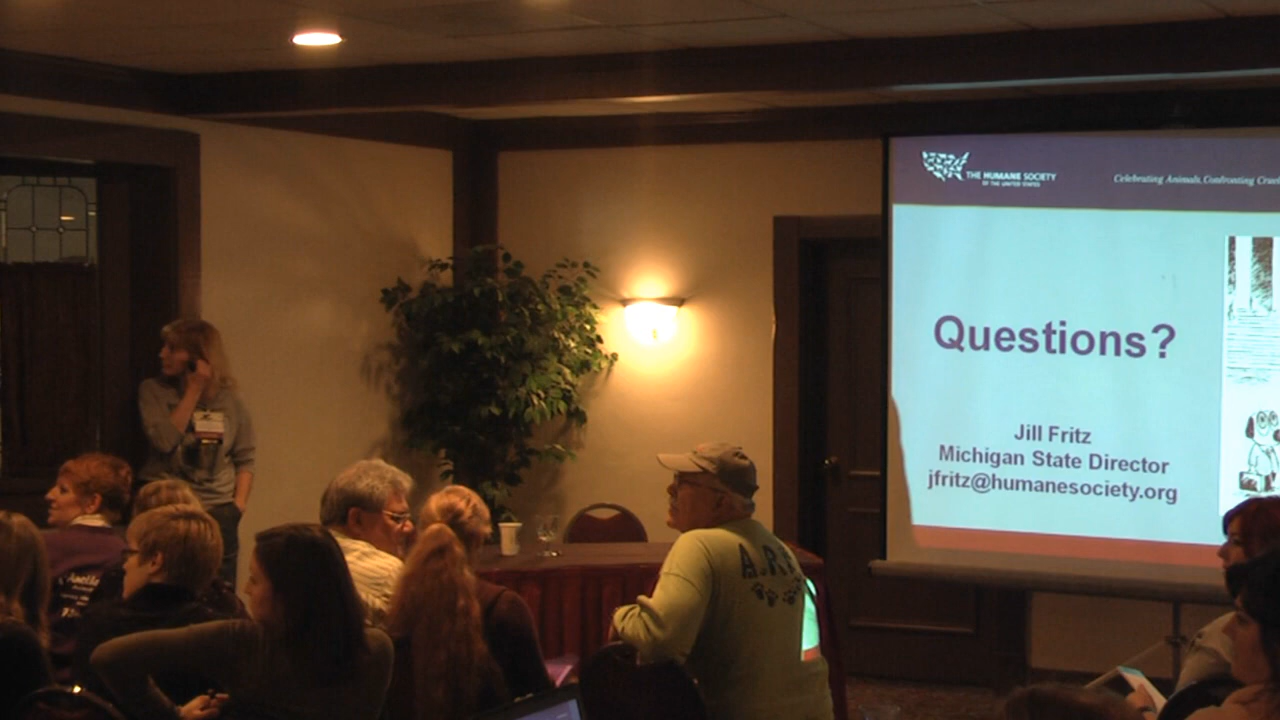 THE HUMANE SOCIETY
OF THE UNITED STATES
Celebrating Animals, Confronting
Questions?
Jill Fritz
Michigan State Director
jfritz@humanesociety.org